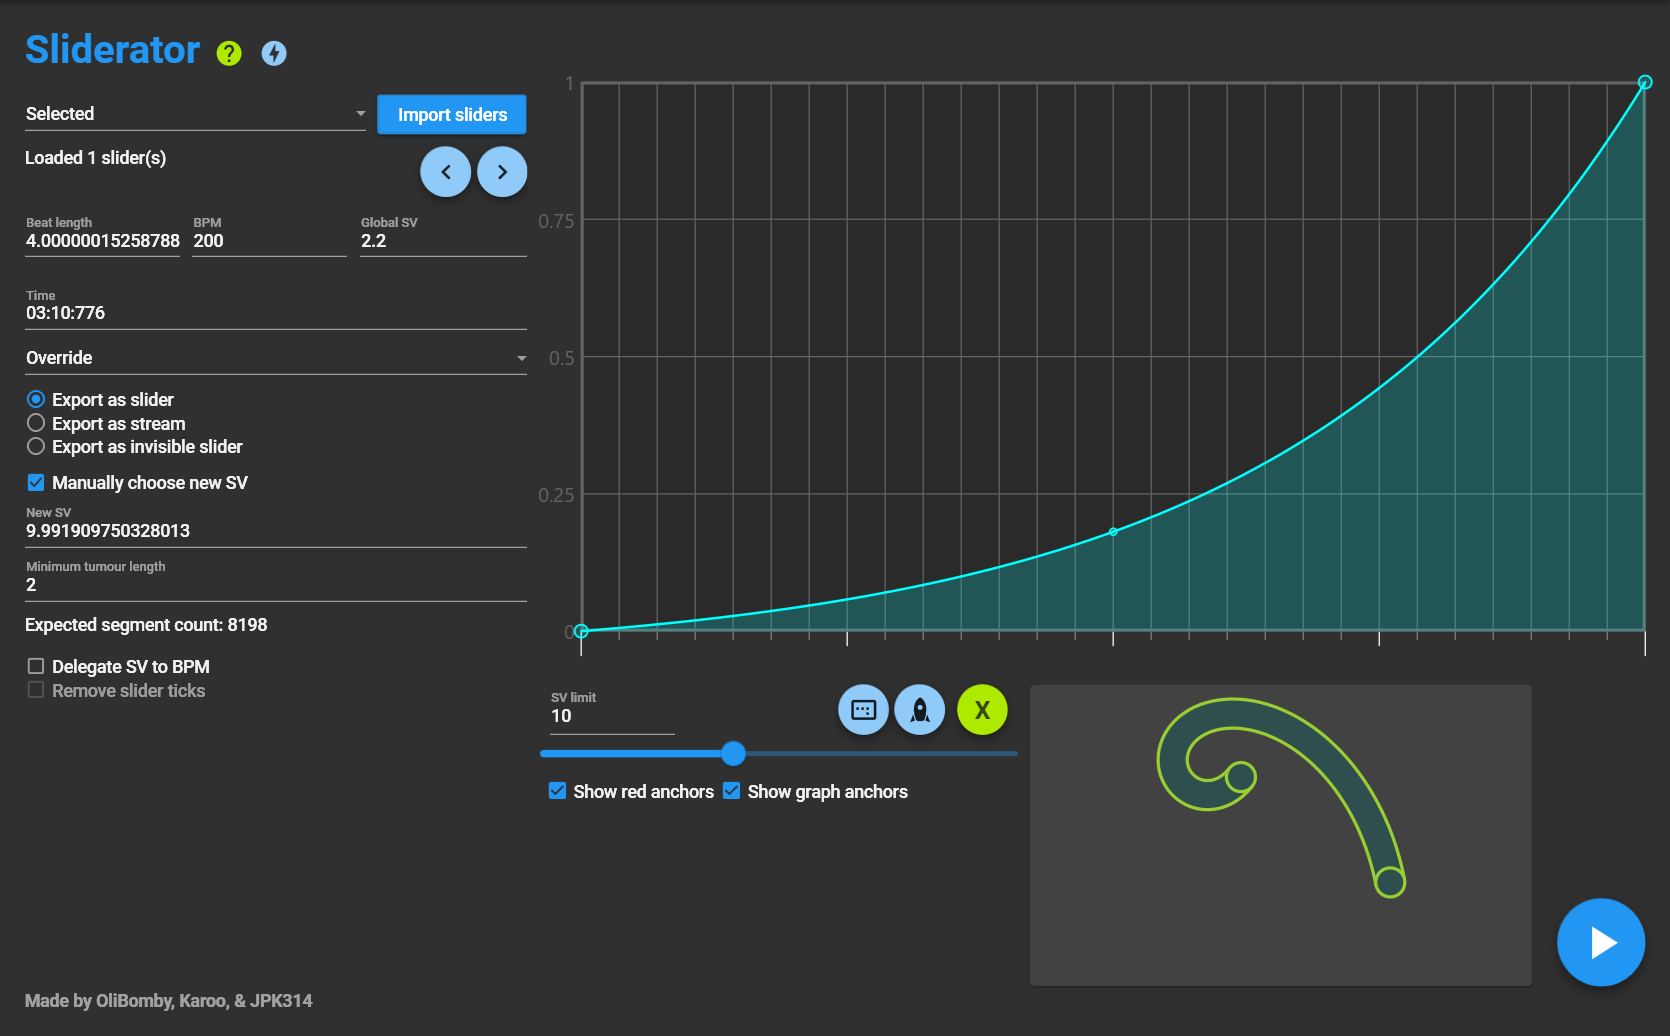 Sliderator ?
Selected
Import sliders
Loaded 1 slider(s)
Beat length
BPM
Global SV
4.00000015258788
200
2.2
Time
03:10:776
Override
Export as slider
Export as stream
Export as invisible slider
Manually choose new SV
New SV
9.991909750328013
Minimum tumour length
2
Expected segment count: 8198
Delegate SV to BPM
Remove slider ticks
1
0.75
0.5
0.25
0
SV limit
10
X
Show red anchors
Show graph anchors
Made by OliBomby, Karoo, & JPK314